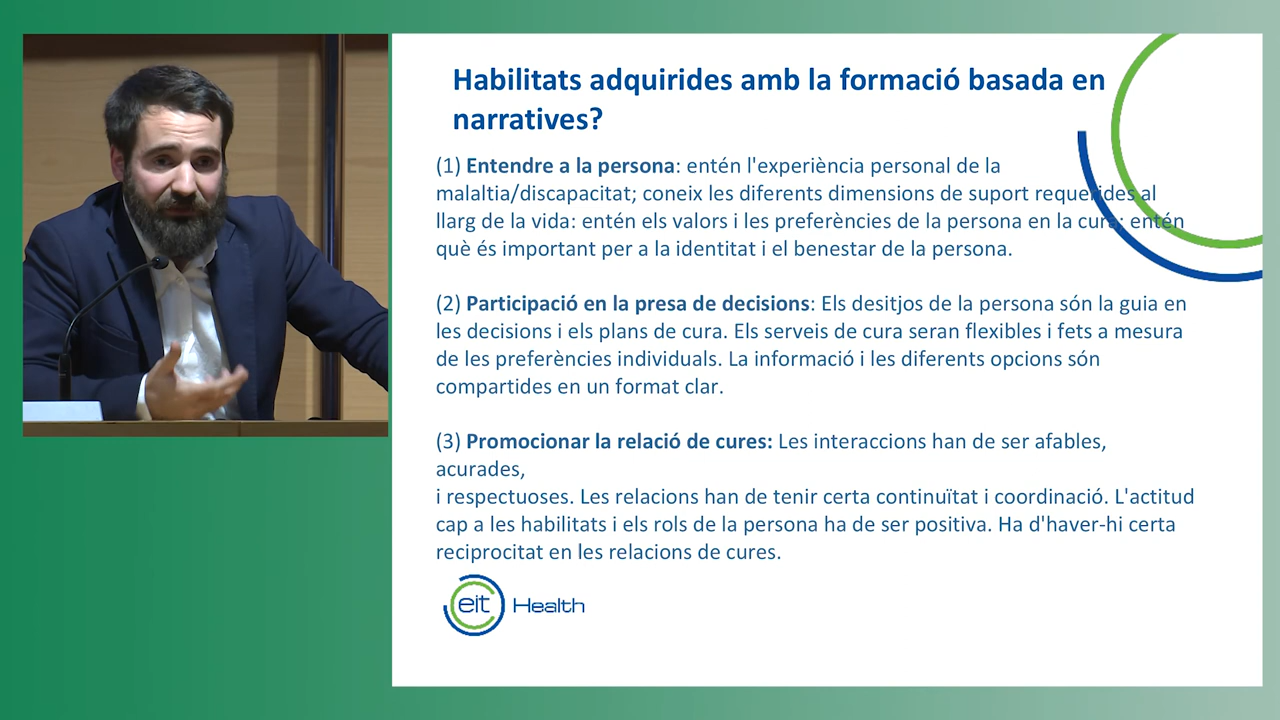 Habilitats adquirides amb la formació basada en
narratives?
(1) Entendre a la persona: entén l'experiència personal de la
malaltia/discapacitat; coneix les diferents dimensions de suport requerides al
llarg de la vida: entén els valors i les preferències de la persona en la cura; entén
què és important per a la identitat i el benestar de la persona.
(2) Participació en la presa de decisions: Els desitjos de la persona són la guia en
les decisions i els plans de cura. Els serveis de cura seran flexibles i fets a mesura
de les preferències individuals. La informació i les diferents opcions són
compartides en un format clar.
(3) Promocionar la relació de cures: Les interaccions han de ser afables,
acurades,
i respectuoses. Les relacions han de tenir certa continuïtat i coordinació. L'actitud
cap a les habilitats i els rols de la persona ha de ser positiva. Ha d'haver-hi certa
reciprocitat en les relacions de cures.
eit Health